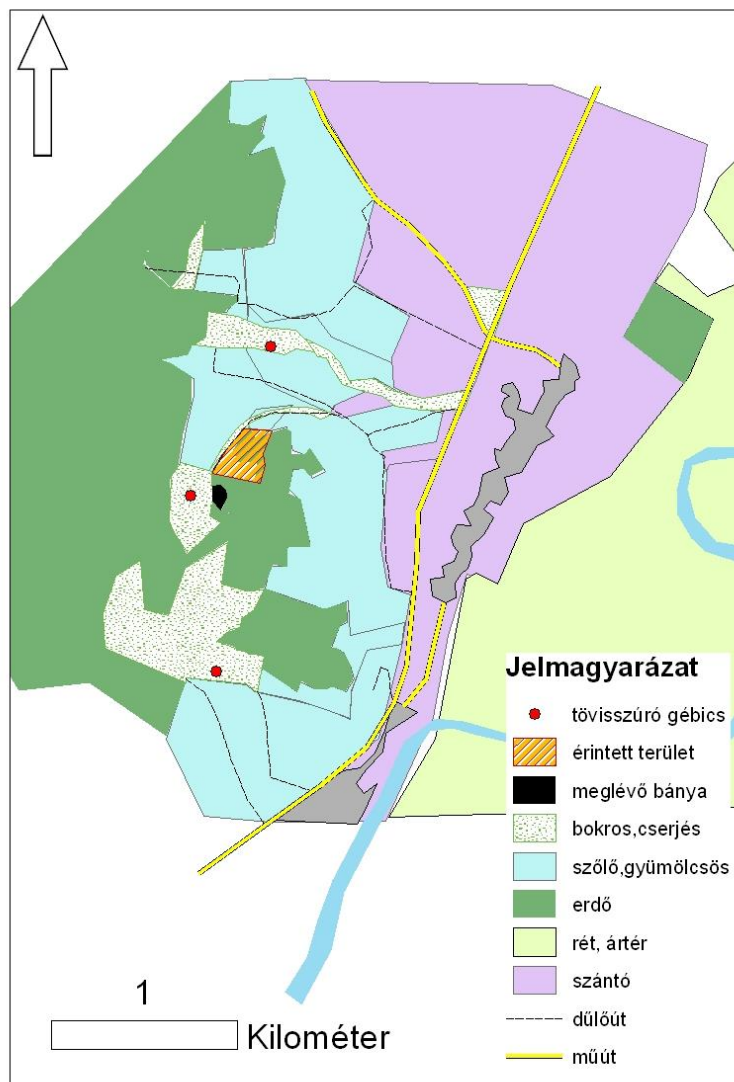 Jelmagyarázat
tövisszúró gébics
érintett terület
meglévő bánya
bokros,cserjés
szőlő,gyümölcsös
erdő
rét, ártér
szántó
dűlőút
műút
1
Kilométer